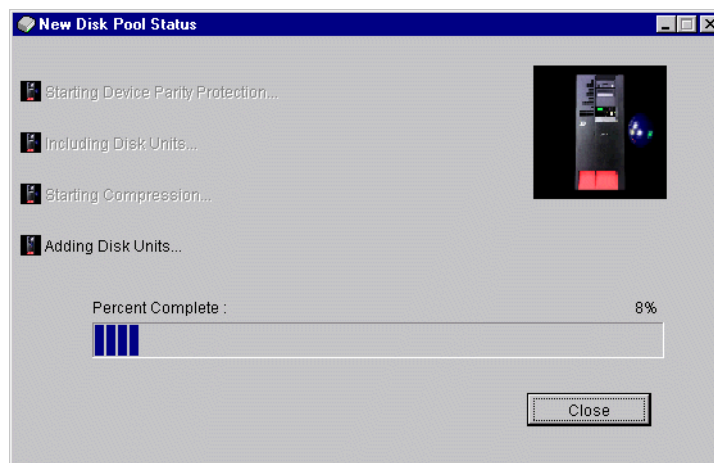 New Disk Pool Status
Starting Device Parity Protection...
Including Disk Units...
Starting Compression...
Adding Disk Units...
Percent Complete : 8%
Close